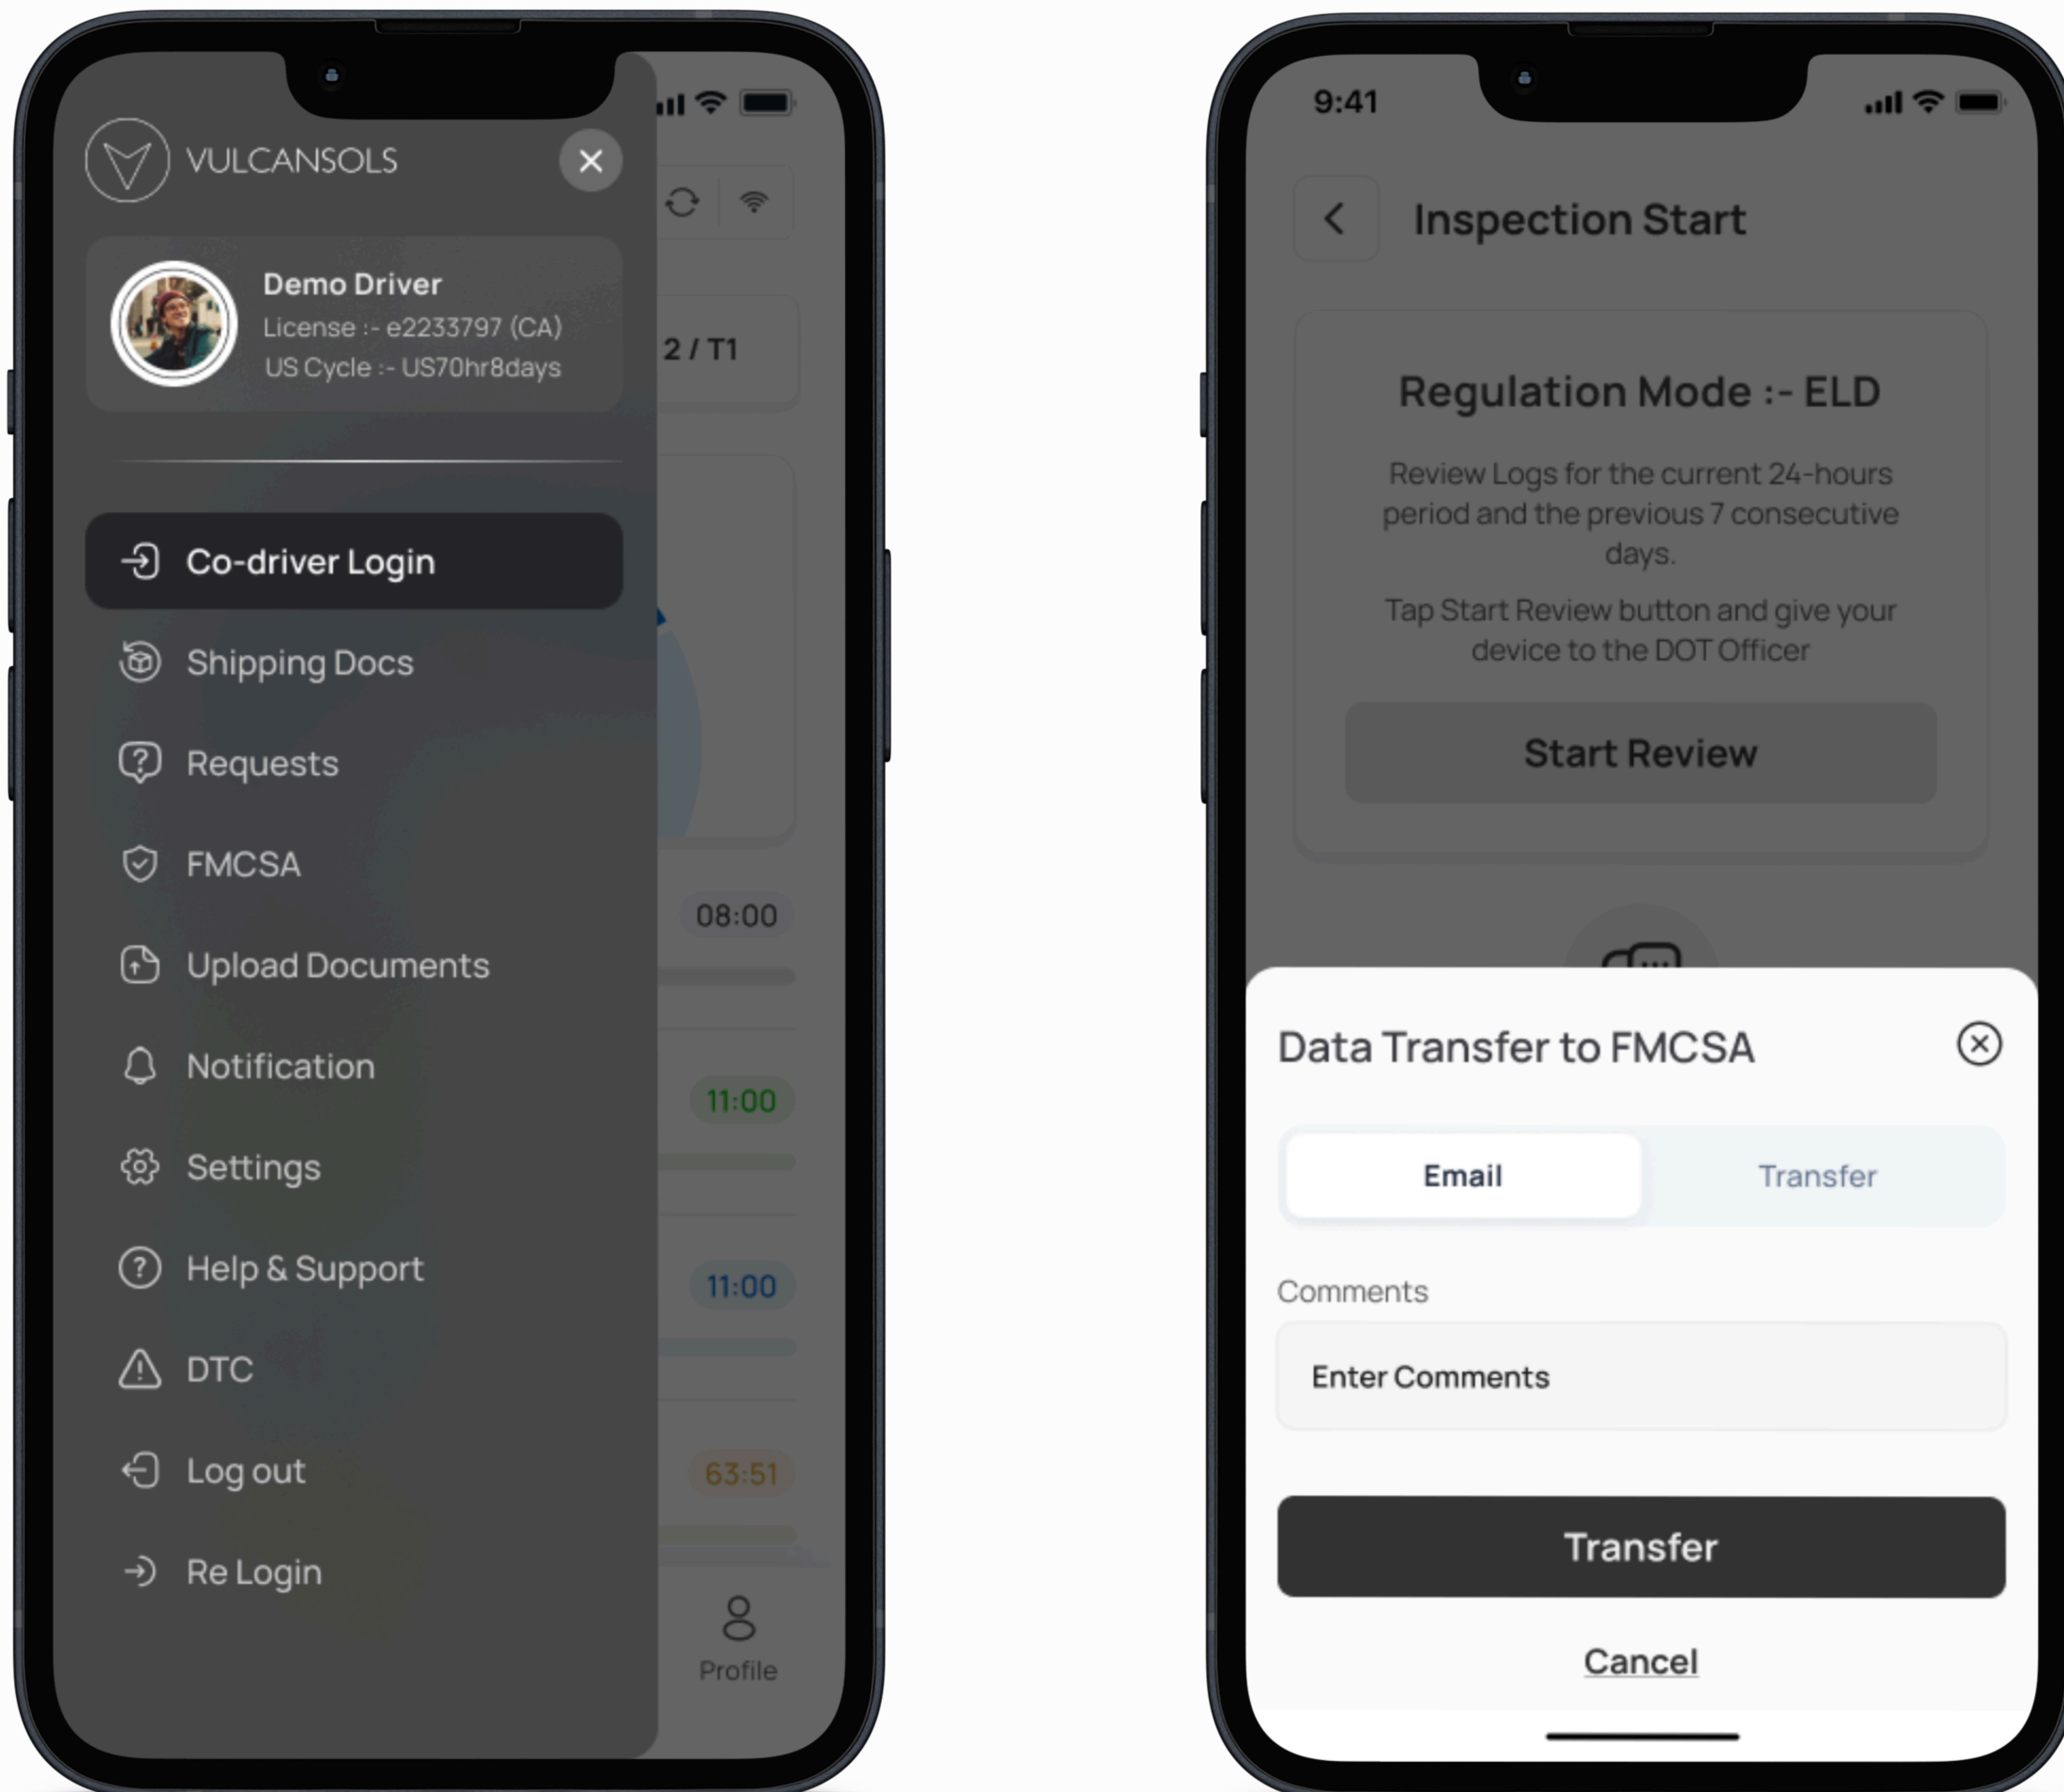 VULCANSOLS
Demo Driver
License :- e2233797 (CA)
US Cycle :- US70hr8days
Co-driver Login
Shipping Docs
Requests
FMCSA
Upload Documents
Notification
Settings
Help & Support
DTC
Log out
Re Login
2 / T1
08:00
11:00
11:00
63:51
Profile
9:41
Inspection Start
Regulation Mode :- ELD
Review Logs for the current 24-hours
period and the previous 7 consecutive
days.
Tap Start Review button and give your
device to the DOT Officer
Start Review
Data Transfer to FMCSA
Email
Transfer
Comments
Enter Comments
Transfer
Cancel